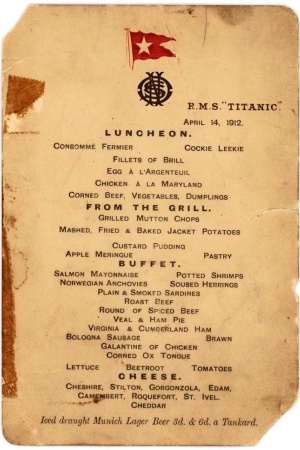 R.M.S. "TITANIC"
APRIL 14, 1912.
LUNCHEON.
CONSOMMÉ FERMIER COCKIE LEEKIE
FILLETS OF BRILL
EGG À L'ARGENTEUIL
CHICKEN À LA MARYLAND
CORNED BEEF, VEGETABLES, DUMPLINGS
FROM THE GRILL.
GRILLED MUTTON CHOPS
MASHED, FRIED & BAKED JACKET POTATOES
CUSTARD PUDDING
APPLE MERINGUE PASTRY
BUFFET.
SALMON MAYONNAISE POTTED SHRIMPS
NORWEGIAN ANCHOVIES SOUSED HERRINGS
PLAIN & SMOKED SARDINES
ROAST BEEF
ROUND OF SPICED BEEF
VEAL & HAM PIE
VIRGINIA & CUMBERLAND HAM
BOLOGNA SAUSAGE BRAWN
GALANTINE OF CHICKEN
CORNED OX TONGUE
LETTUCE BEETROOT TOMATOES
CHEESE.
CHESHIRE, STILTON, GORGONZOLA, EDAM,
CAMEMBERT, ROQUEFORT, ST. IVEL.
CHEDDAR
Iced draught Munich Lager Beer 3d. & 6d. a Tankard.